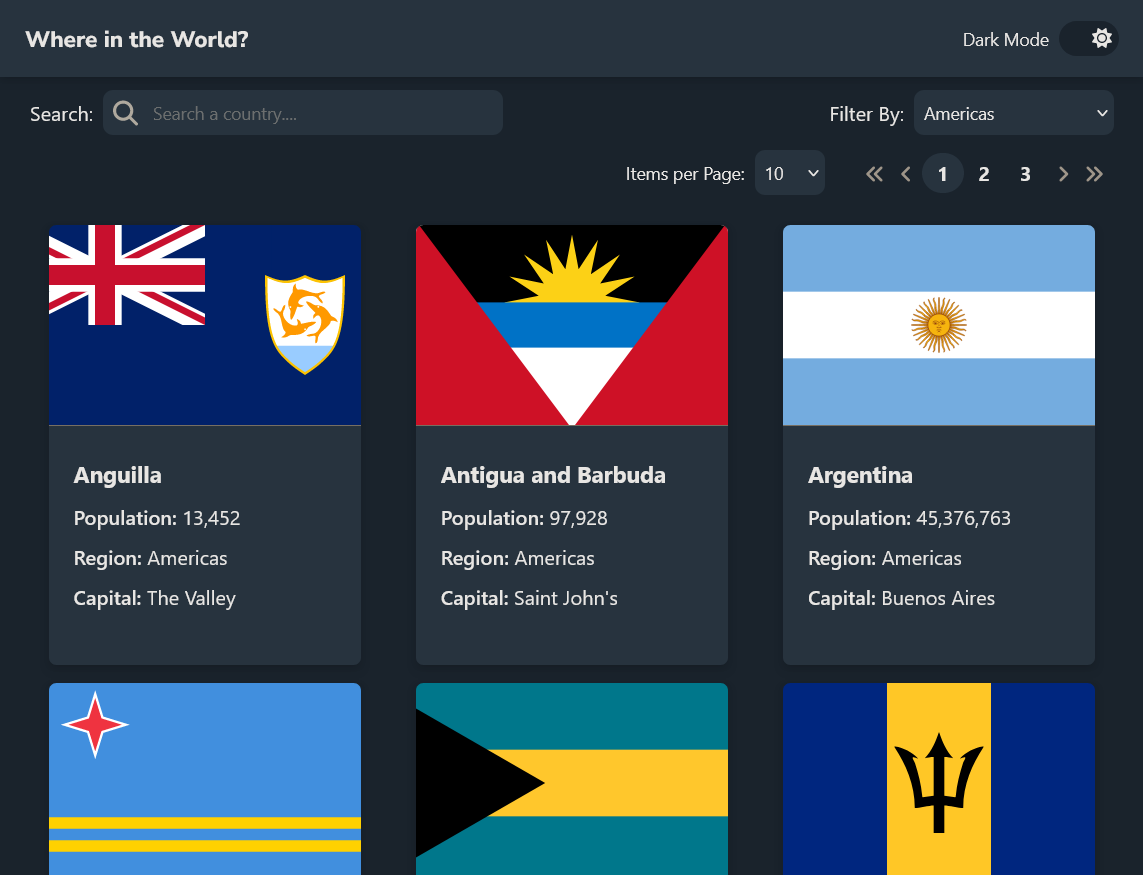 Where in the World?
Dark Mode
Search: Search a country....
Filter By: Americas
Items per Page: 10
1 2 3
Anguilla
Population: 13,452
Region: Americas
Capital: The Valley
Antigua and Barbuda
Population: 97,928
Region: Americas
Capital: Saint John's
Argentina
Population: 45,376,763
Region: Americas
Capital: Buenos Aires